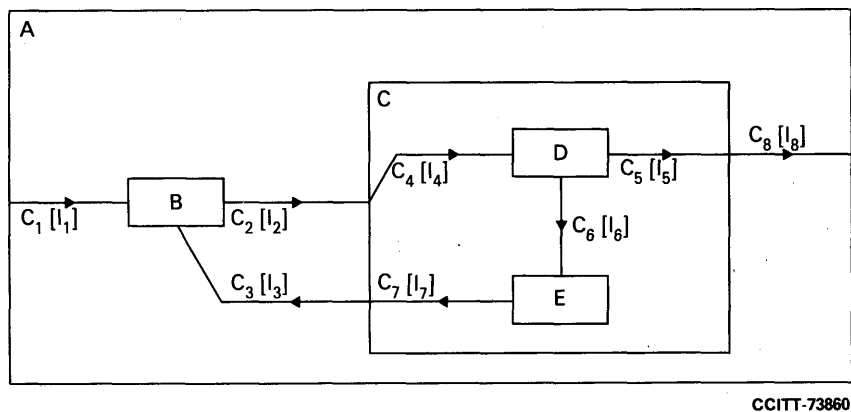 A
C
D
C₄ [I₄]
C₅ [I₅]
C₈ [I₈]
B
C₁ [I₁]
C₂ [I₂]
C₆ [I₆]
C₃ [I₃]
C₇ [I₇]
E
CCITT-73860